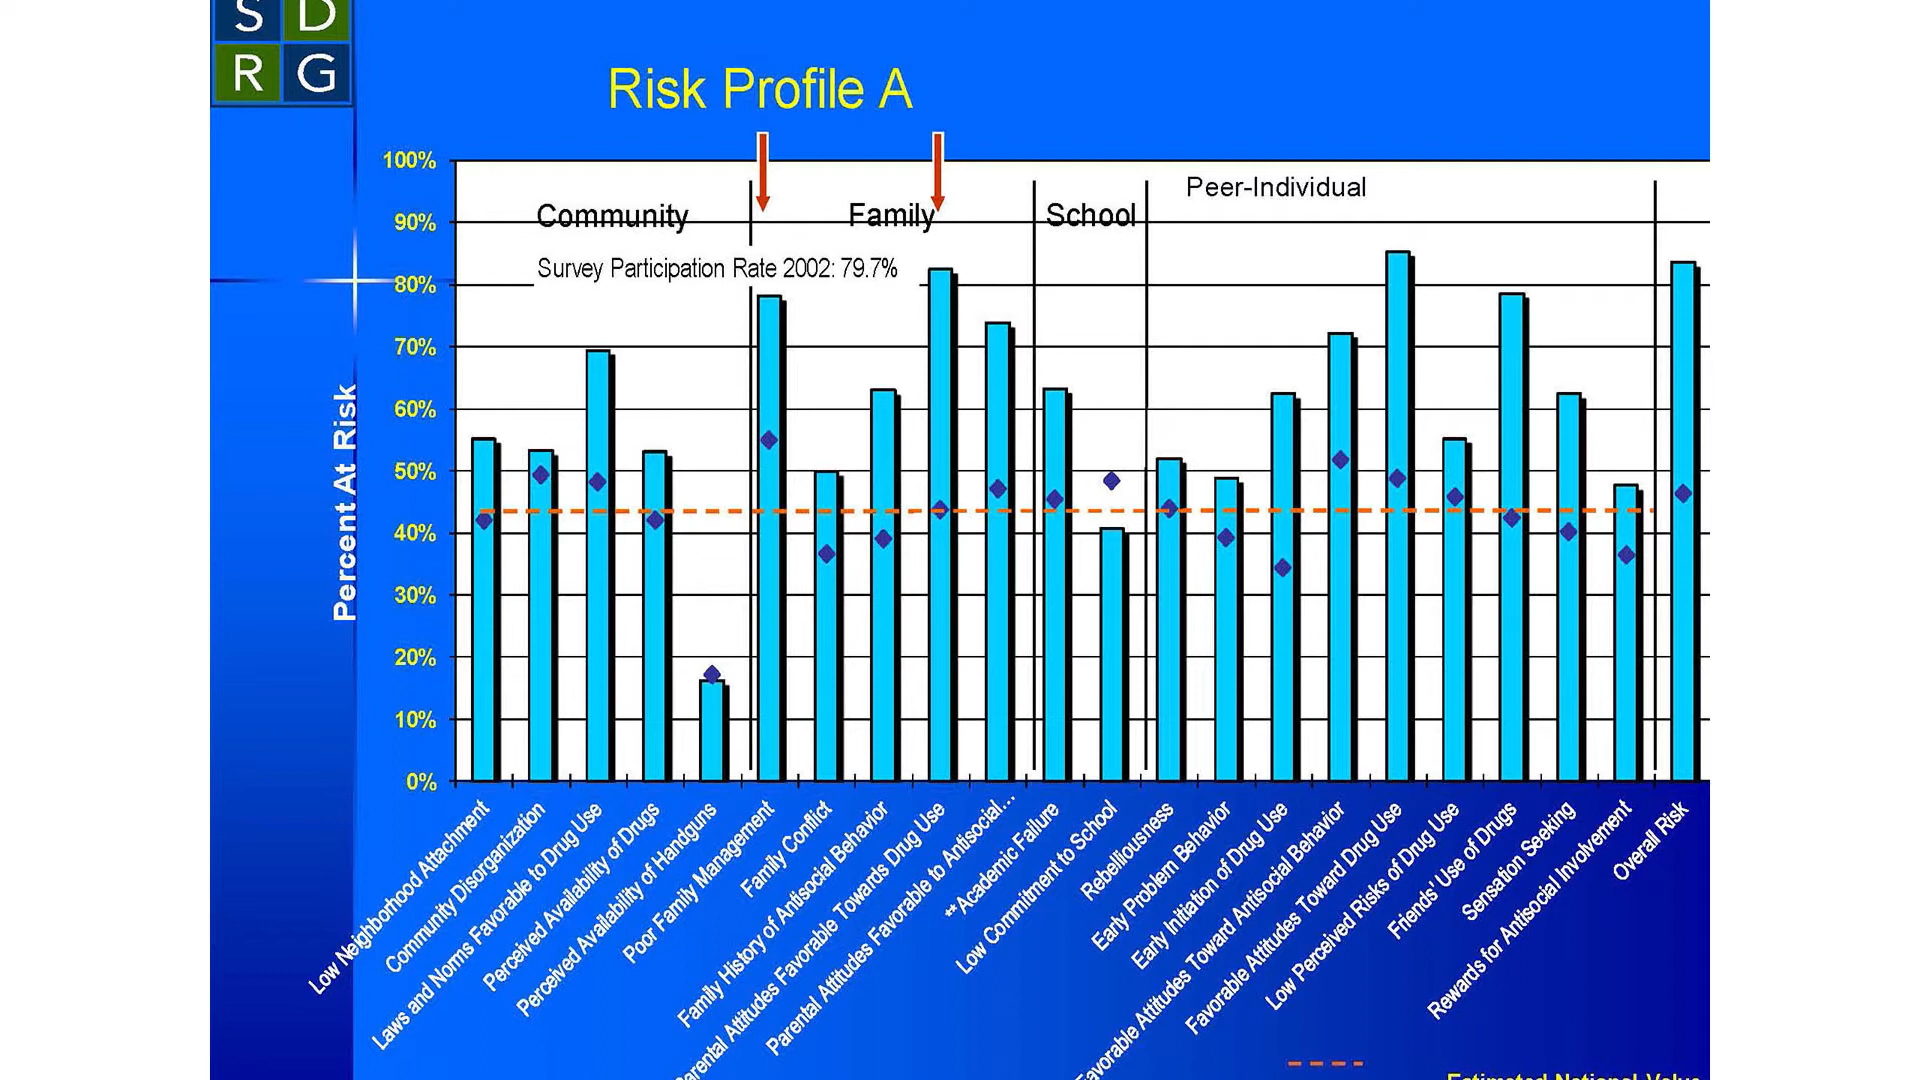 S D
R G
Risk Profile A
Peer-Individual
Community
Family
School
Survey Participation Rate 2002: 79.7%
Percent At Risk
100%
90%
80%
70%
60%
50%
40%
30%
20%
10%
0%
Low Neighborhood Attachment
Community Disorganization
Laws and Norms Favorable to Drug Use
Perceived Availability of Drugs
Perceived Availability of Handguns
Poor Family Management
Family Conflict
Family History of Antisocial Behavior
Attitudes Favorable Towards Drug Use
Parental Attitudes Favorable to Antisocial...
**Academic Failure
Low Commitment to School
Rebelliousness
Early Problem Behavior
Early Initiation of Drug Use
Favorable Attitudes Toward Antisocial Behavior
Favorable Attitudes Toward Drug Use
Low Perceived Risks of Drug Use
Friends' Use of Drugs
Sensation Seeking
Rewards for Antisocial Involvement
Overall Risk
Estimated National Value